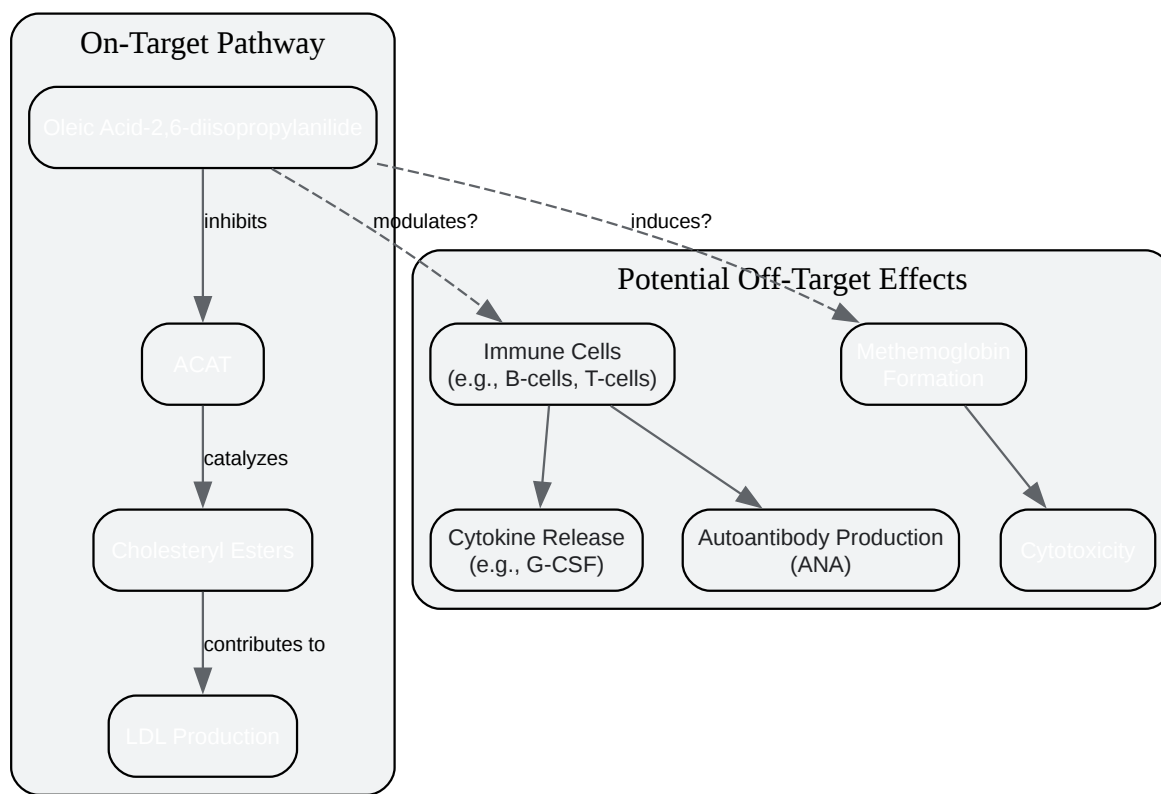 On-Target Pathway
Oleic Acid-2,6-diisopropylanilide
inhibits
modulates?
induces?
Potential Off-Target Effects
ACAT
Immune Cells
(e.g., B-cells, T-cells)
Methemoglobin
Formation
catalyzes
Cholesteryl Esters
Cytokine Release
(e.g., G-CSF)
Autoantibody Production
(ANA)
Cytotoxicity
contributes to
LDL Production